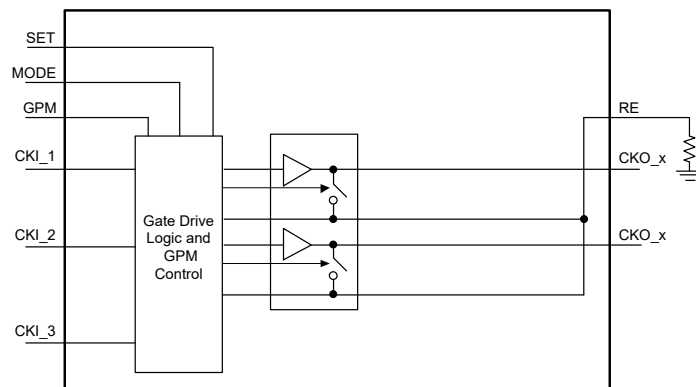 SET
MODE
GPM
RE
CKI_1
CKO_x
Gate Drive
Logic and
GPM
Control
CKI_2
CKO_x
CKI_3